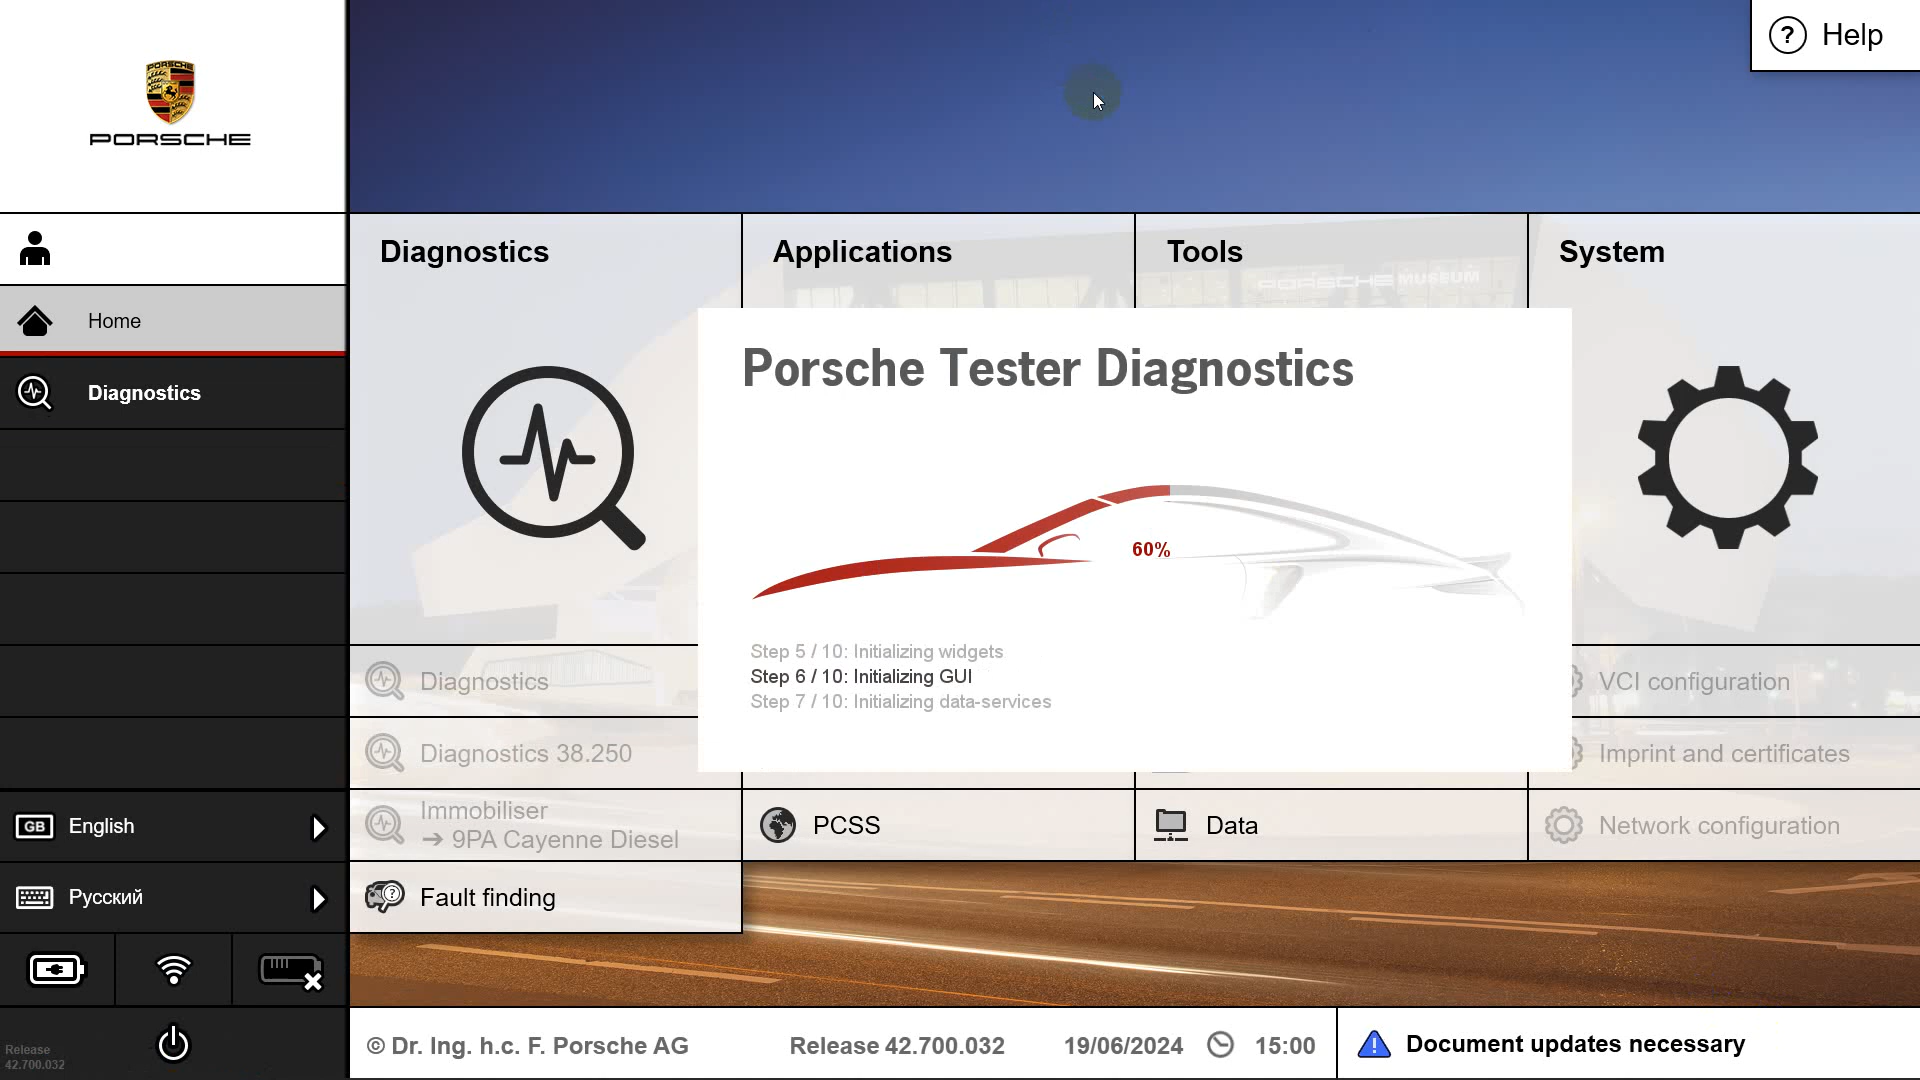 PORSCHE
PORSCHE
Help
Home
Diagnostics
GB English
Русский
Release
42.700.032
Diagnostics
Applications
Tools
System
PORSCHE MUSEUM
Porsche Tester Diagnostics
60%
Step 5 / 10: Initializing widgets
Step 6 / 10: Initializing GUI
Step 7 / 10: Initializing data-services
Diagnostics
VCI configuration
Diagnostics 38.250
Imprint and certificates
Immobiliser
➔ 9PA Cayenne Diesel
PCSS
Data
Network configuration
Fault finding
© Dr. Ing. h.c. F. Porsche AG
Release 42.700.032
19/06/2024
15:00
Document updates necessary